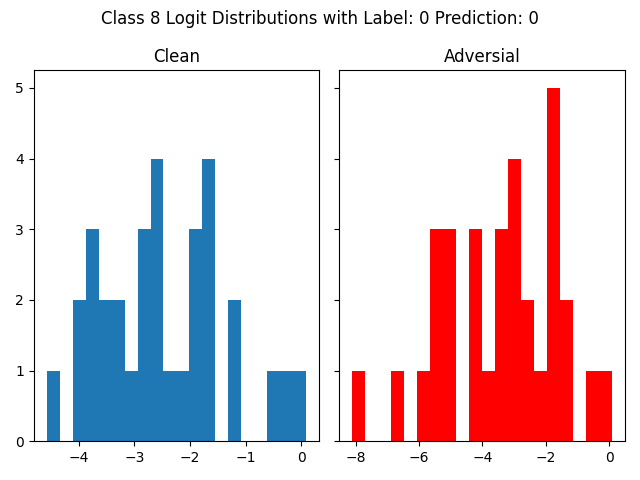 Class 8 Logit Distributions with Label: 0 Prediction: 0
Clean
Adversial
5
4
3
2
1
0
−4 −3 −2 −1 0
−8 −6 −4 −2 0